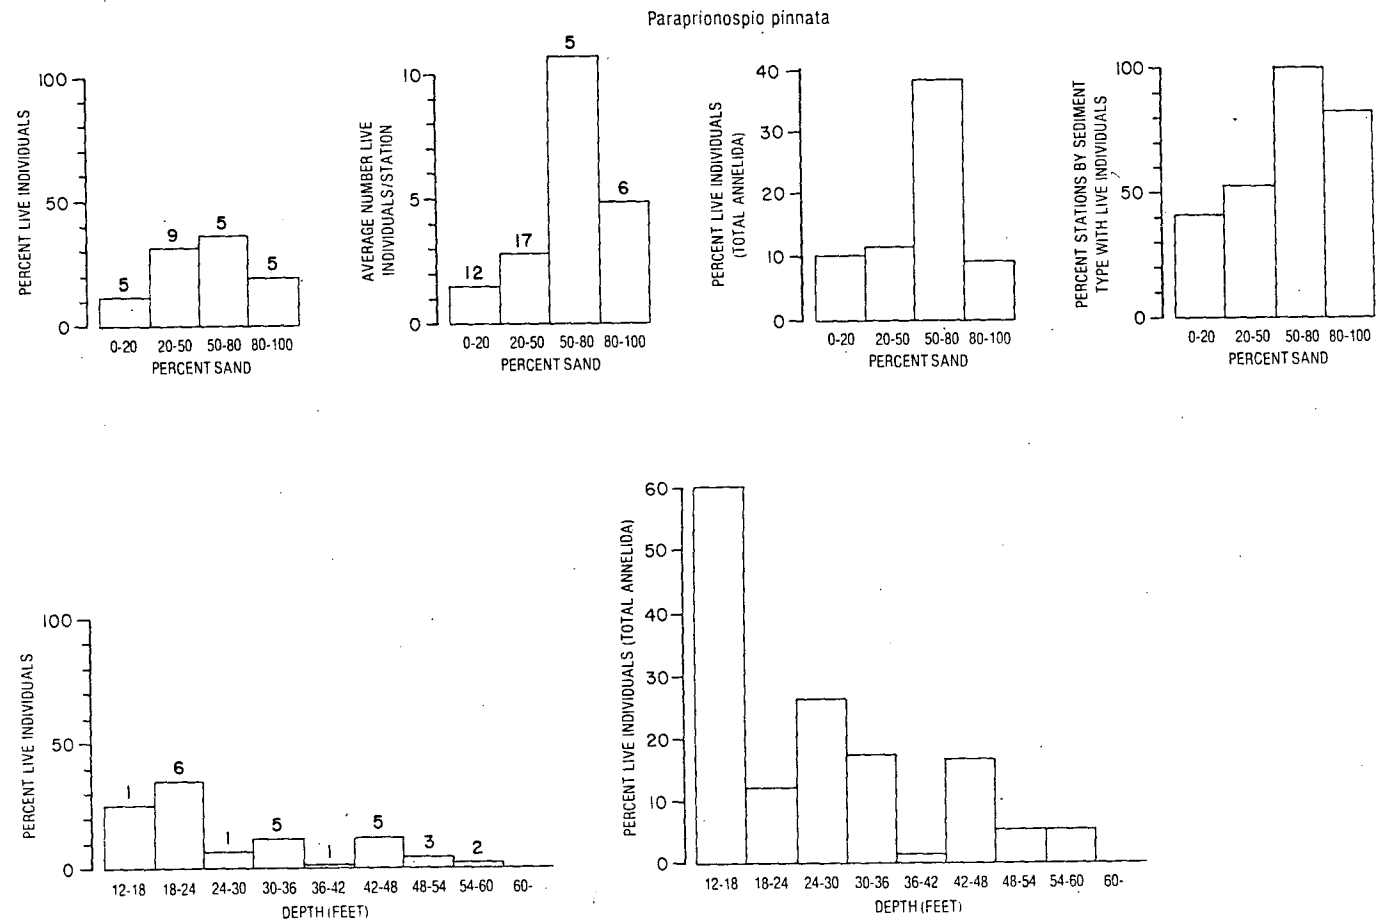 Paraprionospio pinnata
PERCENT LIVE INDIVIDUALS
100
50
0
5
9
5
5
0-20 20-50 50-80 80-100
PERCENT SAND
AVERAGE NUMBER LIVE
INDIVIDUALS/STATION
10
5
0
12
17
5
6
0-20 20-50 50-80 80-100
PERCENT SAND
PERCENT LIVE INDIVIDUALS
(TOTAL ANNELIDA)
40
30
20
10
0
0-20 20-50 50-80 80-100
PERCENT SAND
PERCENT STATIONS BY SEDIMENT
TYPE WITH LIVE INDIVIDUALS
100
50
0
0-20 20-50 50-80 80-100
PERCENT SAND
PERCENT LIVE INDIVIDUALS
100
50
0
1
6
1
5
1
5
3
2
12-18 18-24 24-30 30-36 36-42 42-48 48-54 54-60 60-
DEPTH (FEET)
PERCENT LIVE INDIVIDUALS (TOTAL ANNELIDA)
60
50
40
30
20
10
0
12-18 18-24 24-30 30-36 36-42 42-48 48-54 54-60 60-
DEPTH (FEET)